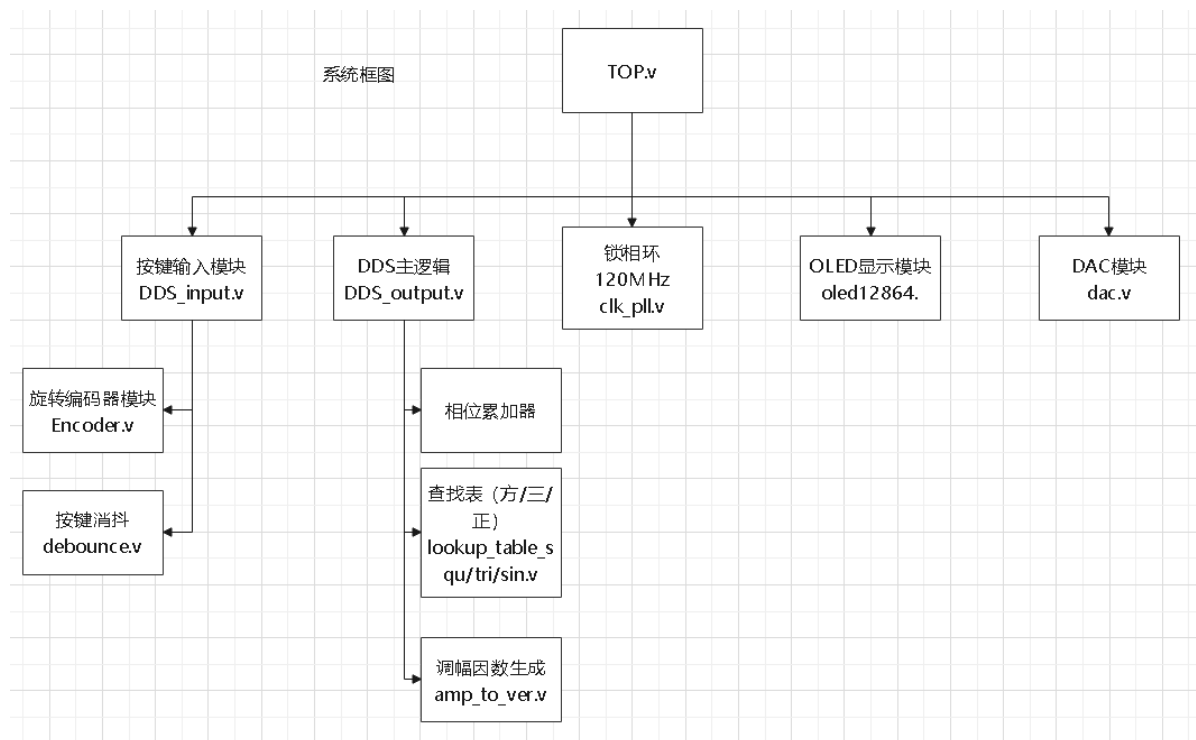 系统框图
TOP.v
按键输入模块
DDS_input.v
DDS主逻辑
DDS_output.v
锁相环
120MHz
clk_pll.v
OLED显示模块
oled12864.
DAC模块
dac.v
旋转编码器模块
Encoder.v
按键消抖
debounce.v
相位累加器
查找表（方/三/
正）
lookup_table_s
qu/tri/sin.v
调幅因数生成
amp_to_ver.v